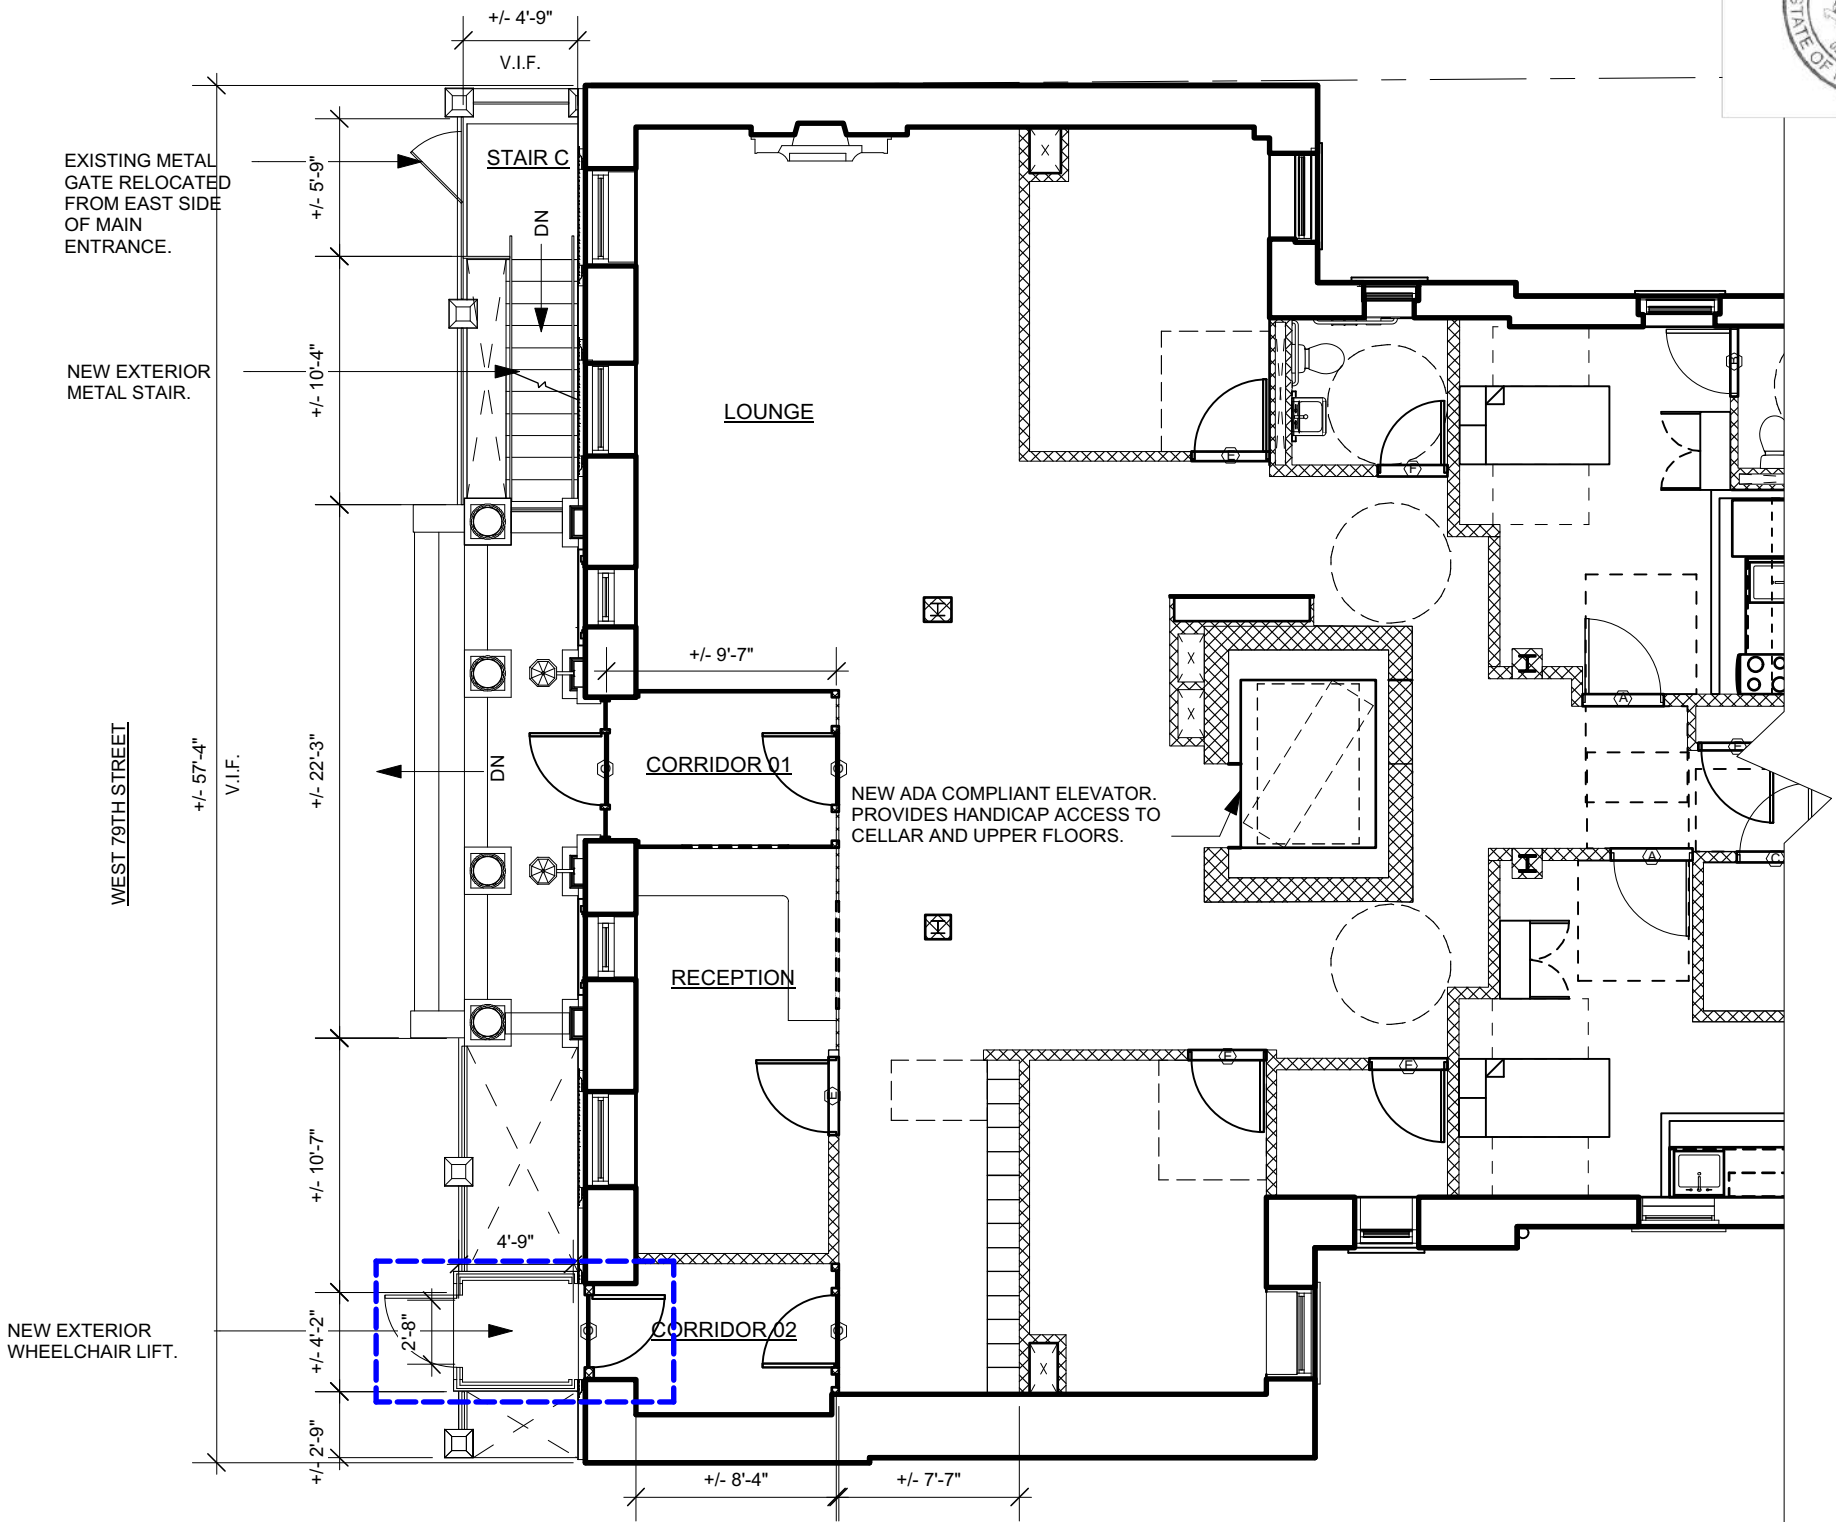 +/- 4'-9"
V.I.F.
STATE OF
EXISTING METAL
GATE RELOCATED
FROM EAST SIDE
OF MAIN
ENTRANCE.
+/- 5'-9"
STAIR C
DN
X
NEW EXTERIOR
METAL STAIR.
+/- 10'-4"
LOUNGE
E
F
B
+/- 9'-7"
X
X
A
E
WEST 79TH STREET
+/- 57'-4"
V.I.F.
+/- 22'-3"
DN
CORRIDOR 01
NEW ADA COMPLIANT ELEVATOR.
PROVIDES HANDICAP ACCESS TO
CELLAR AND UPPER FLOORS.
A
C
RECEPTION
E
E
E
+/- 10'-7"
4'-9"
NEW EXTERIOR
WHEELCHAIR LIFT.
+/- 4'-2"
2'-8"
CORRIDOR 02
X
+/- 2'-9"
+/- 8'-4"
+/- 7'-7"